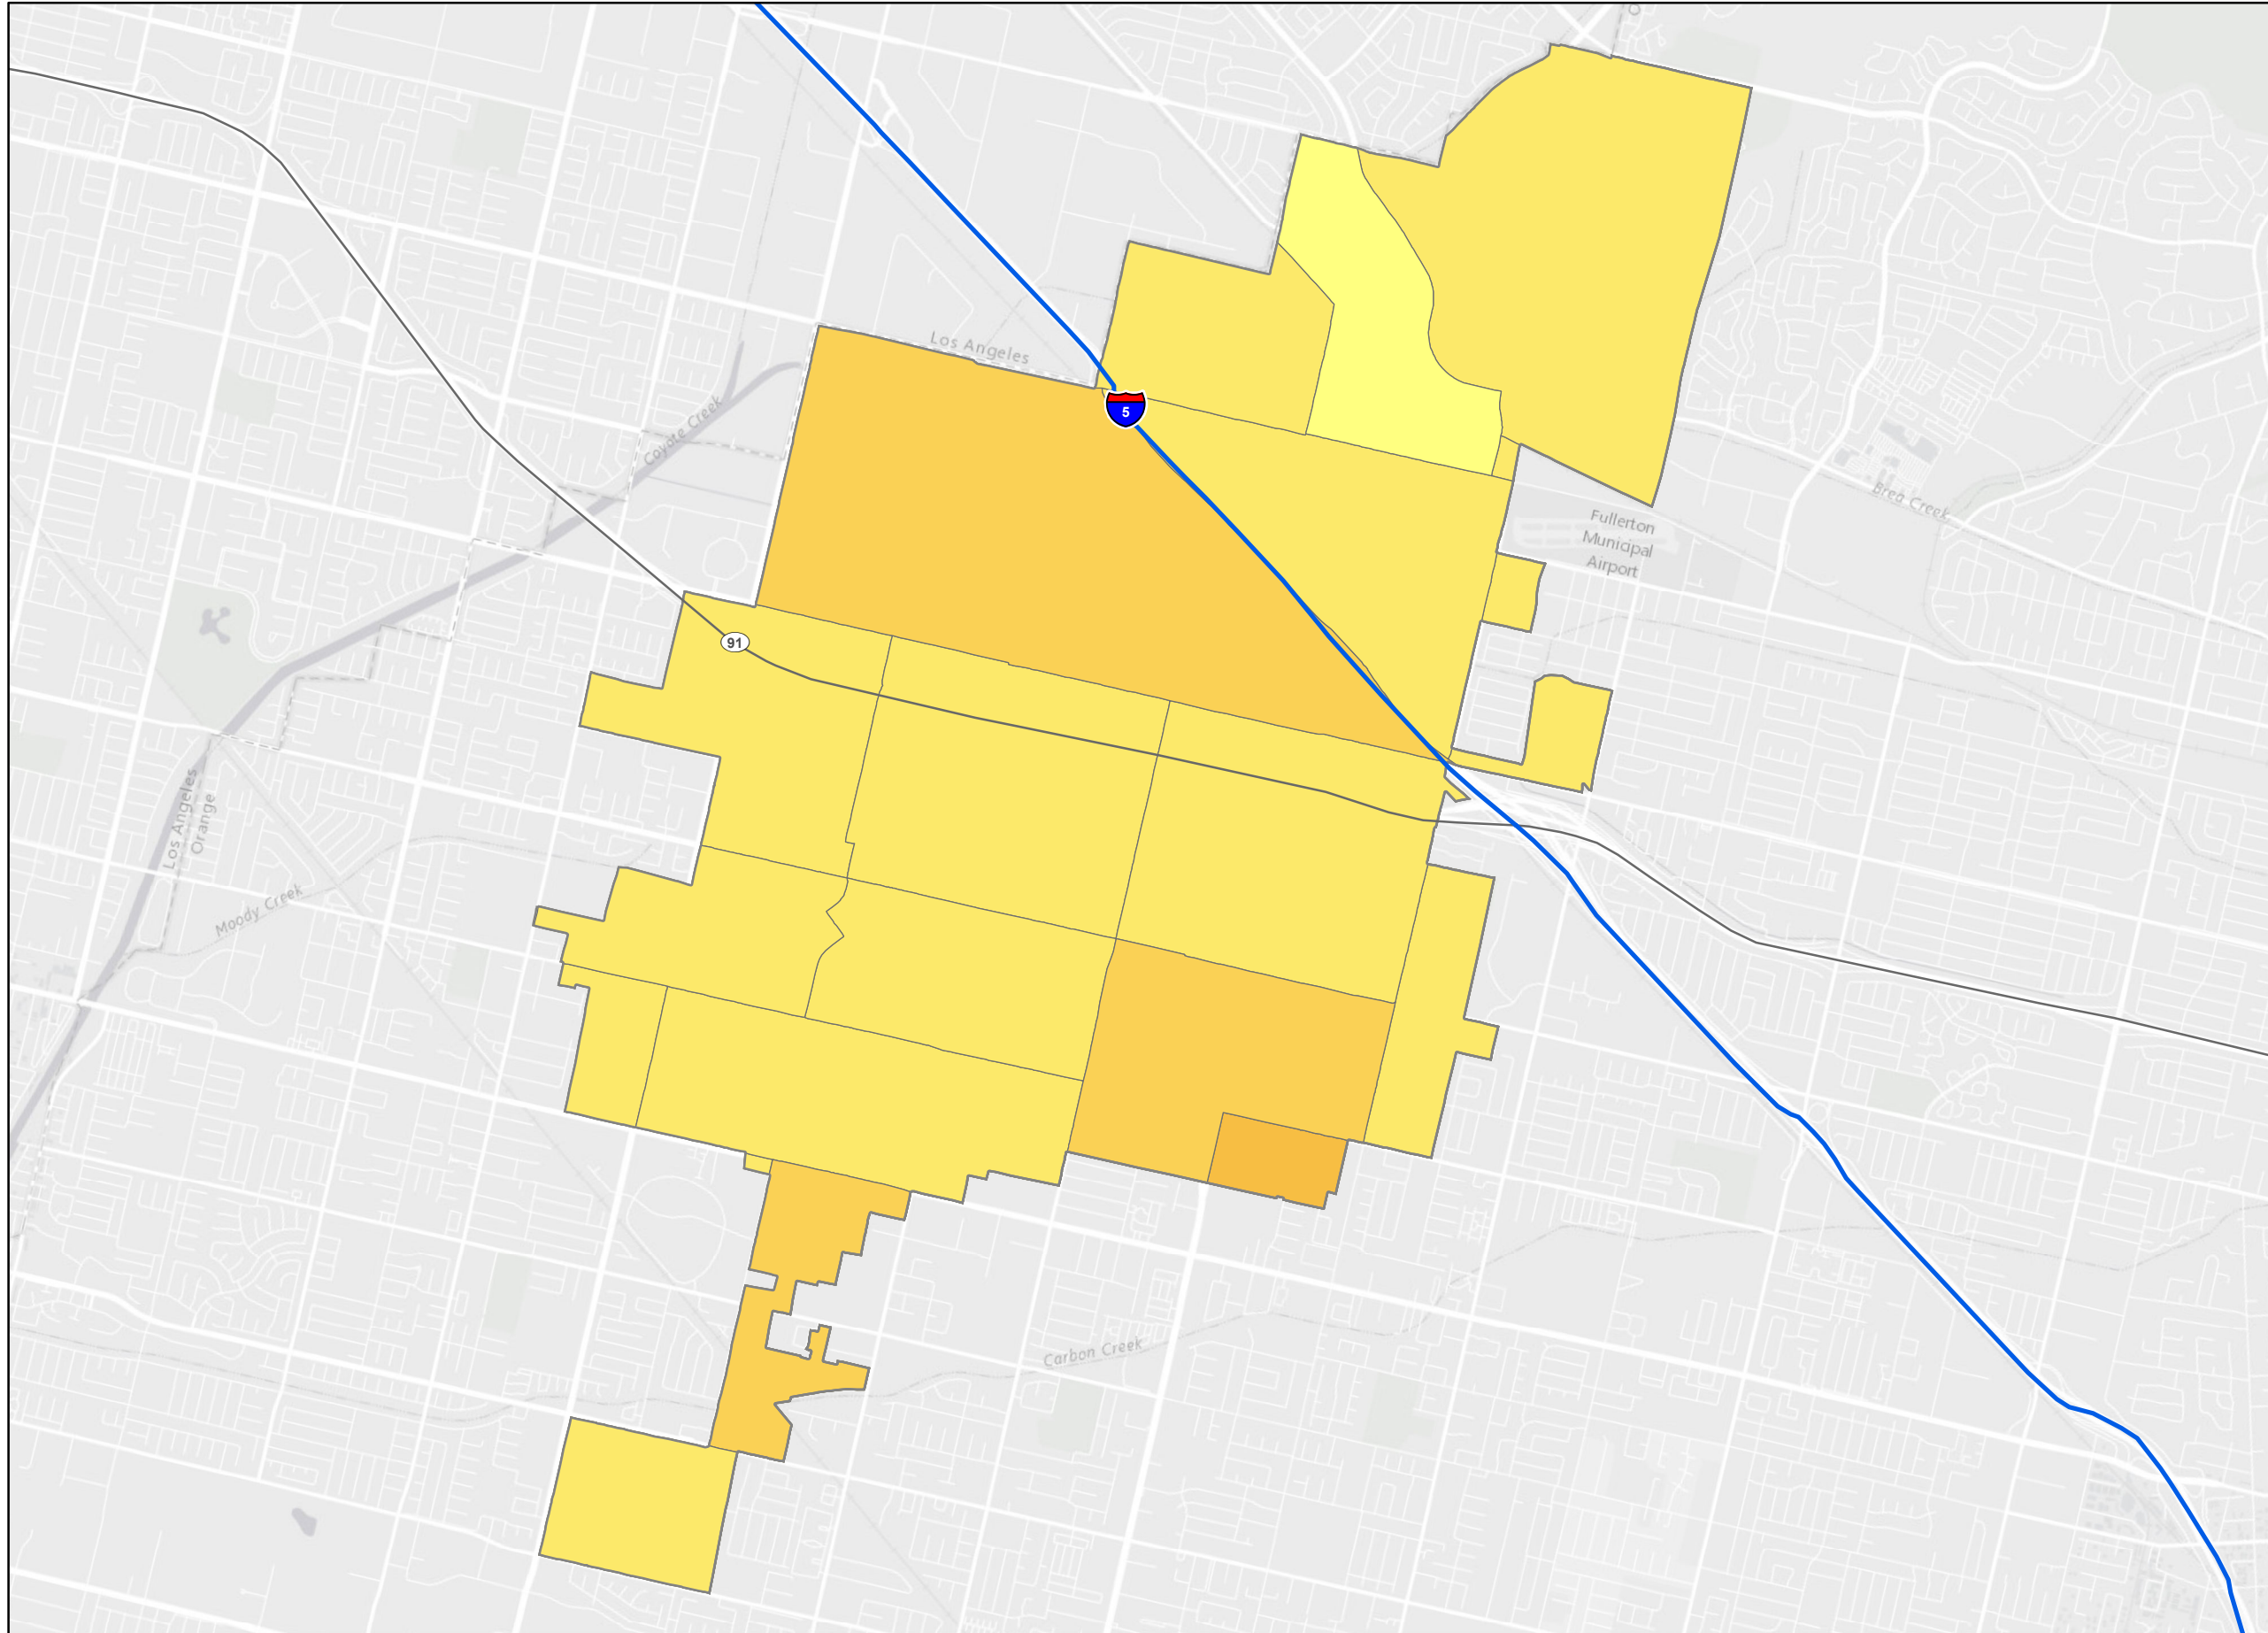 Los Angeles
5
Coyote Creek
Brea Creek
Fullerton
Municipal
Airport
91
Los Angeles
Orange
Moody Creek
Carbon Creek